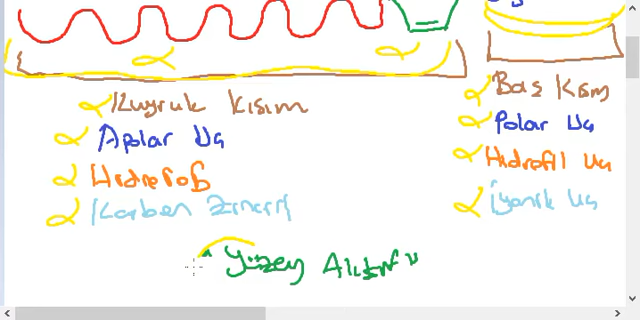 Kuyruk Kısım
Baş Kısım
Apolar Uç
Polar Uç
Hidrofob
Hidrofil Uç
Karbon Zinciri
İyonik Uç
"Yüzey Aktif"